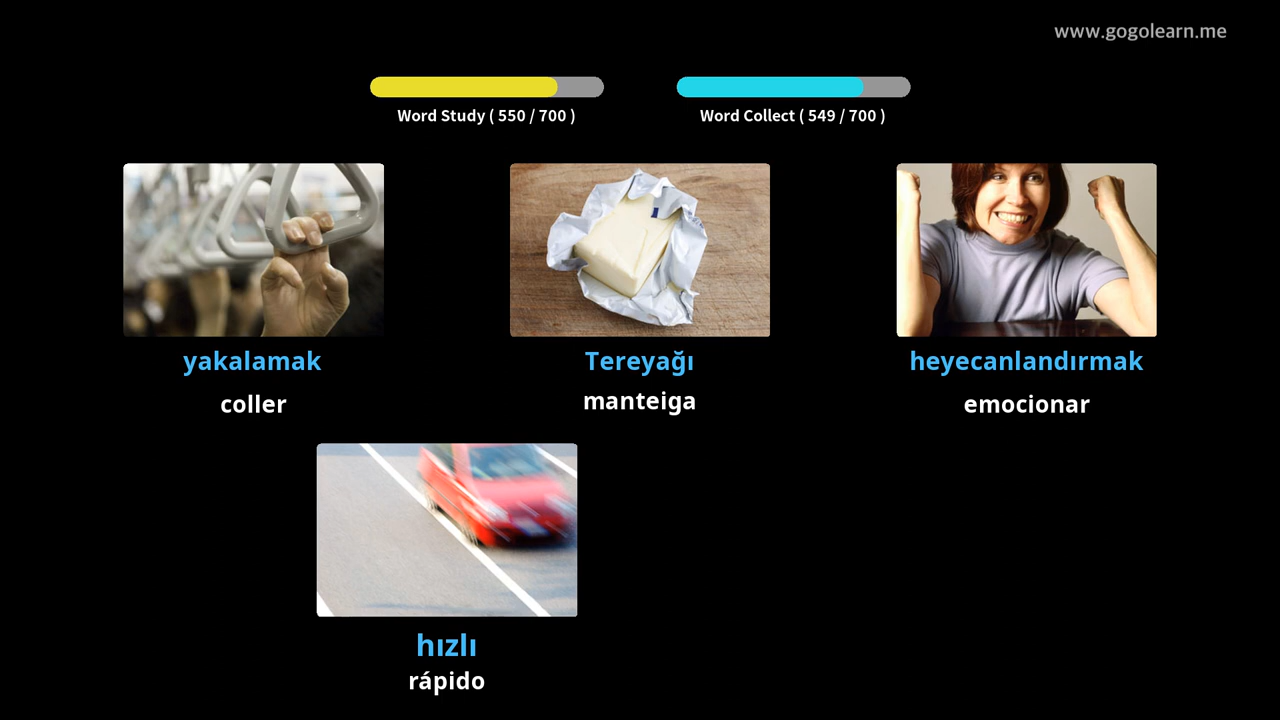 www.gogolearn.me
Word Study ( 550 / 700 )
Word Collect ( 549 / 700 )
yakalamak
coller
Tereyağı
manteiga
heyecanlandırmak
emocionar
hızlı
rápido